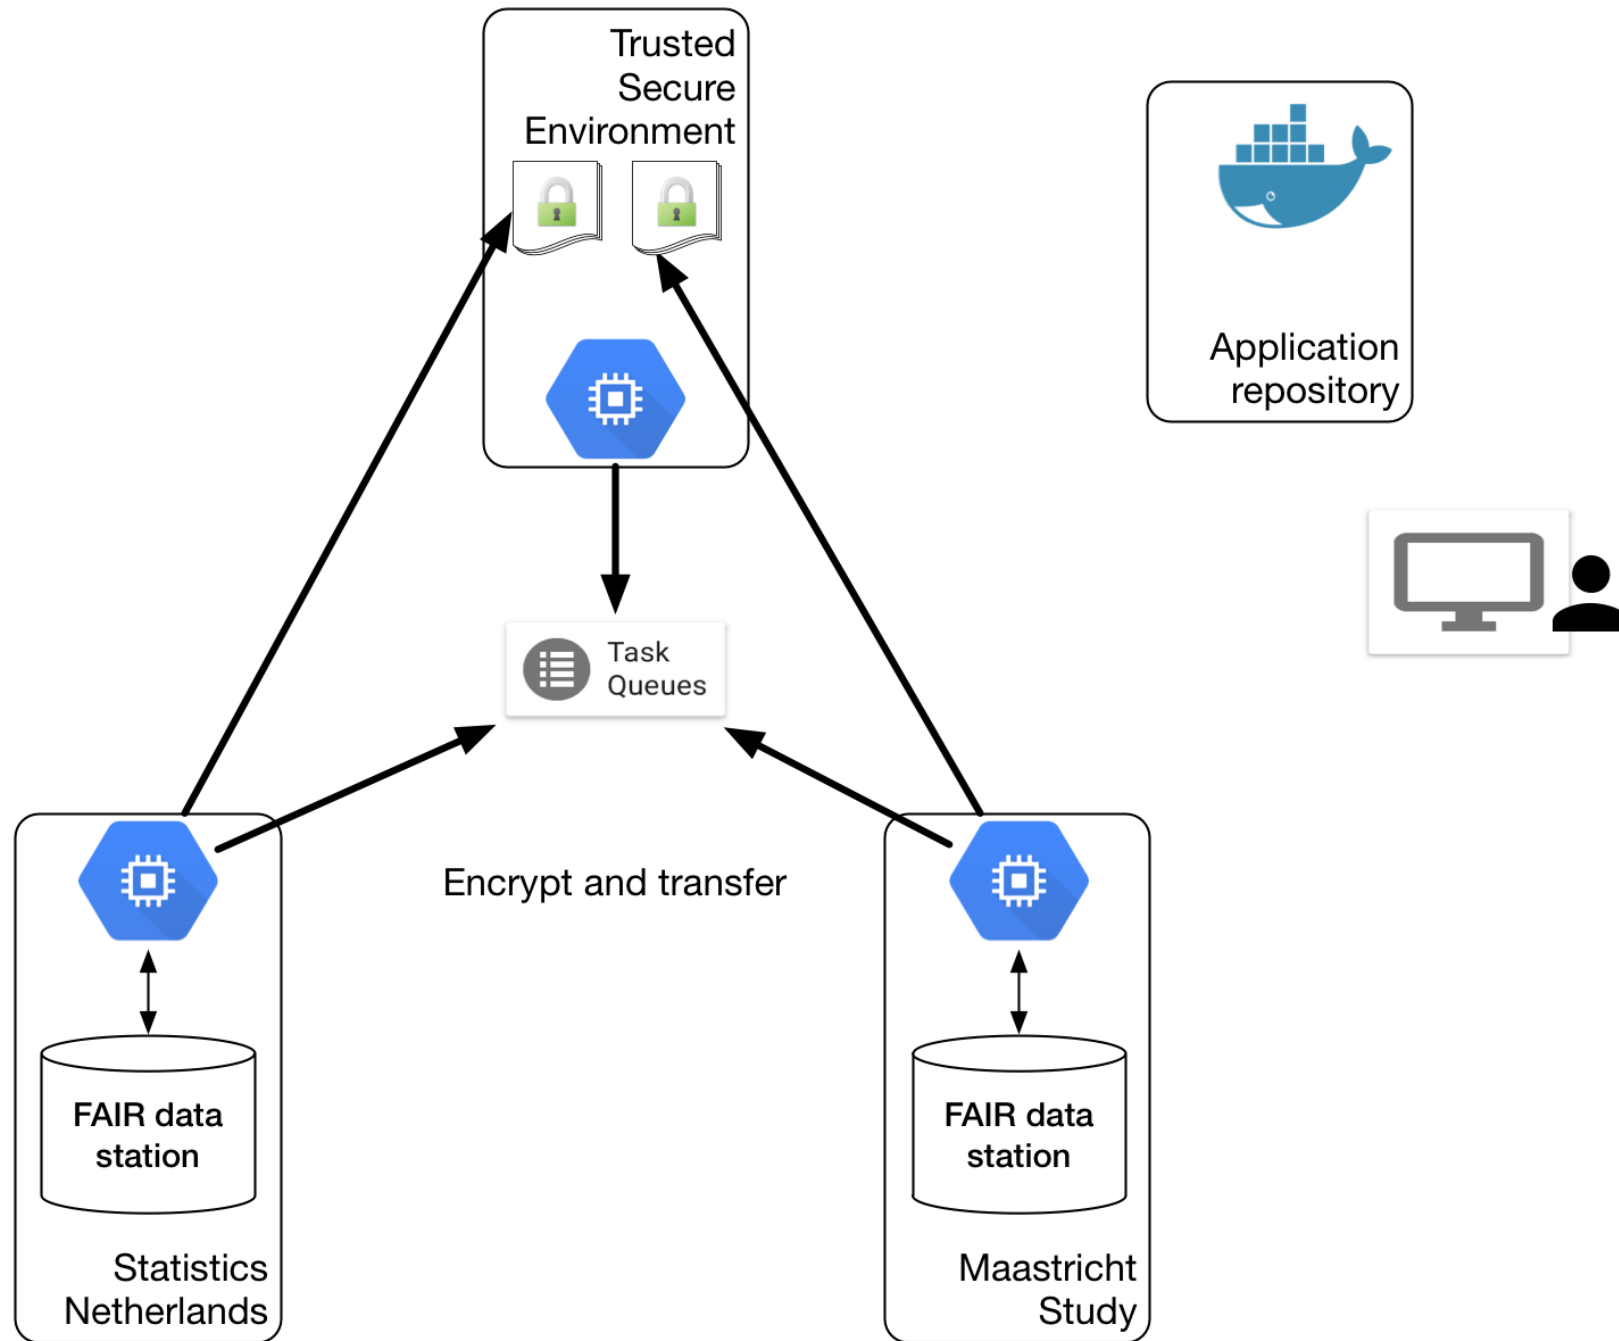 Trusted
Secure
Environment
Application
repository
Task
Queues
Encrypt and transfer
FAIR data
station
Statistics
Netherlands
FAIR data
station
Maastricht
Study